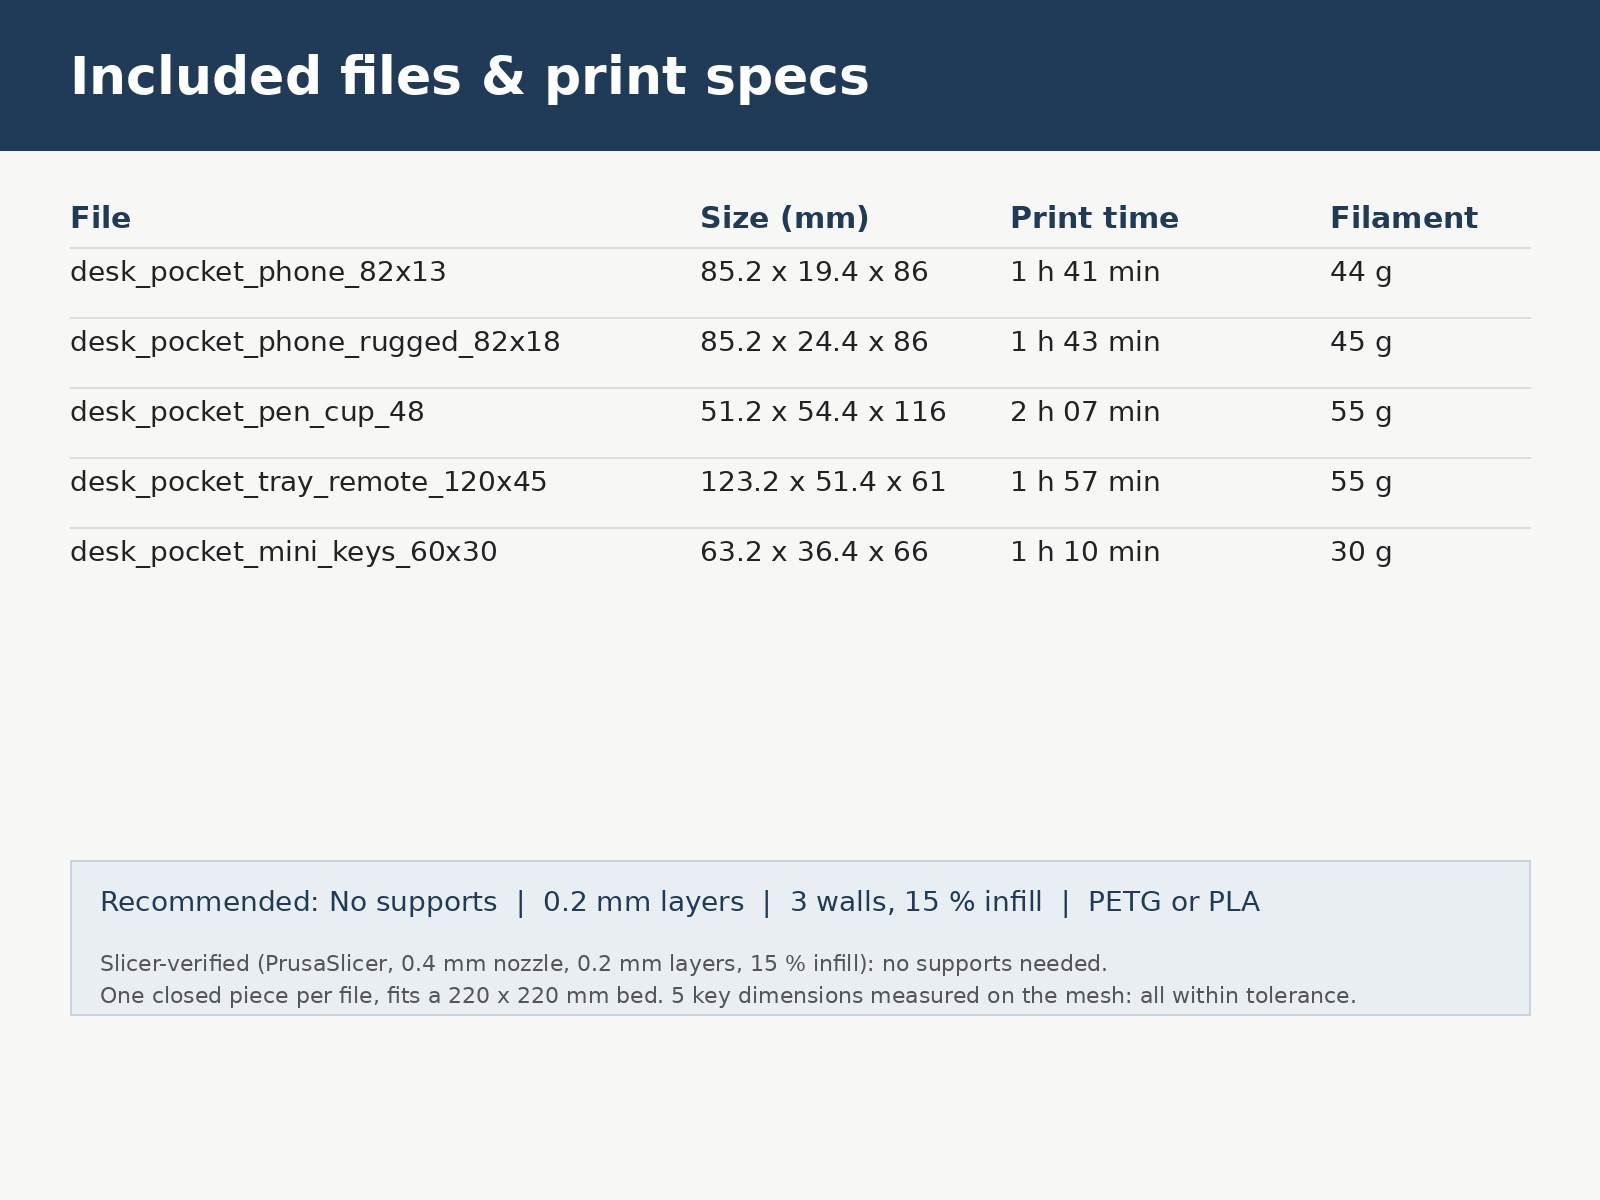 Included files & print specs
File Size (mm) Print time Filament
desk_pocket_phone_82x13 85.2 x 19.4 x 86 1 h 41 min 44 g
desk_pocket_phone_rugged_82x18 85.2 x 24.4 x 86 1 h 43 min 45 g
desk_pocket_pen_cup_48 51.2 x 54.4 x 116 2 h 07 min 55 g
desk_pocket_tray_remote_120x45 123.2 x 51.4 x 61 1 h 57 min 55 g
desk_pocket_mini_keys_60x30 63.2 x 36.4 x 66 1 h 10 min 30 g
Recommended: No supports | 0.2 mm layers | 3 walls, 15 % infill | PETG or PLA
Slicer-verified (PrusaSlicer, 0.4 mm nozzle, 0.2 mm layers, 15 % infill): no supports needed.
One closed piece per file, fits a 220 x 220 mm bed. 5 key dimensions measured on the mesh: all within tolerance.